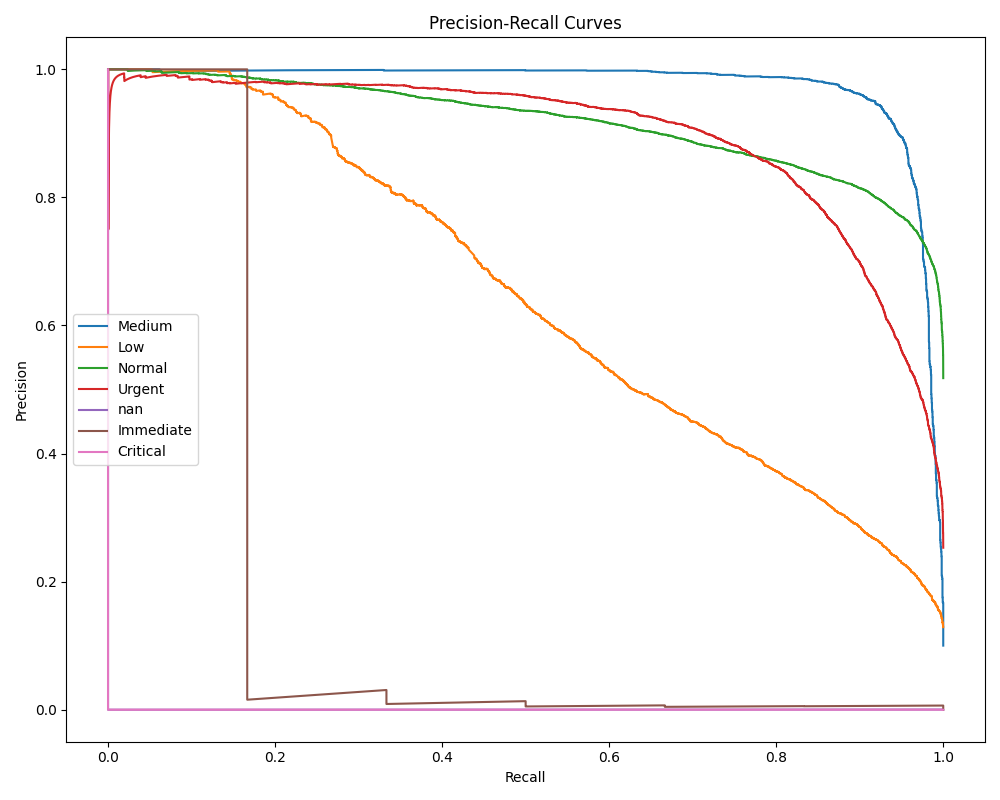 Precision-Recall Curves
1.0
0.8
0.6
0.4
0.2
0.0
Precision
Medium
Low
Normal
Urgent
nan
Immediate
Critical
0.0 0.2 0.4 0.6 0.8 1.0
Recall